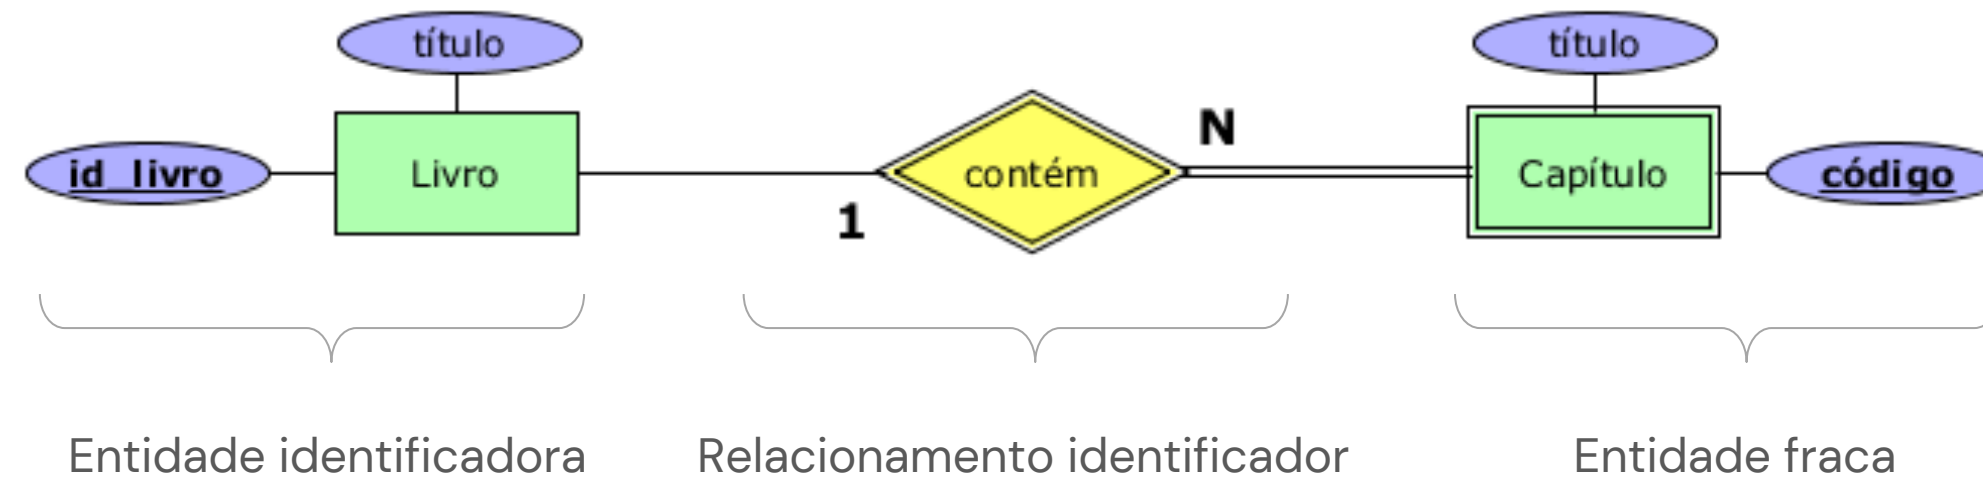 título
título
N
id_livro
Livro
contém
Capítulo
código
1
Entidade identificadora
Relacionamento identificador
Entidade fraca